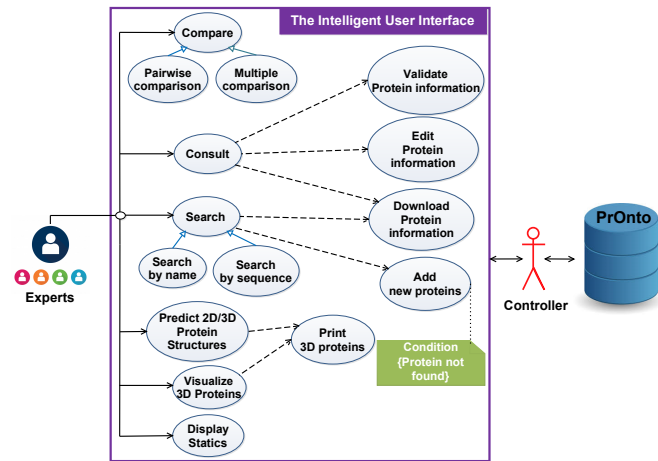 The Intelligent User Interface
Compare
Pairwise
comparison
Multiple
comparison
Validate
Protein information
Consult
Edit
Protein
information
Search
Download
Protein
information
Search
by name
Search
by sequence
Add
new proteins
Experts
Controller
PrOnto
Predict 2D/3D
Protein
Structures
Print
3D proteins
Condition
{Protein not
found}
Visualize
3D Proteins
Display
Statics